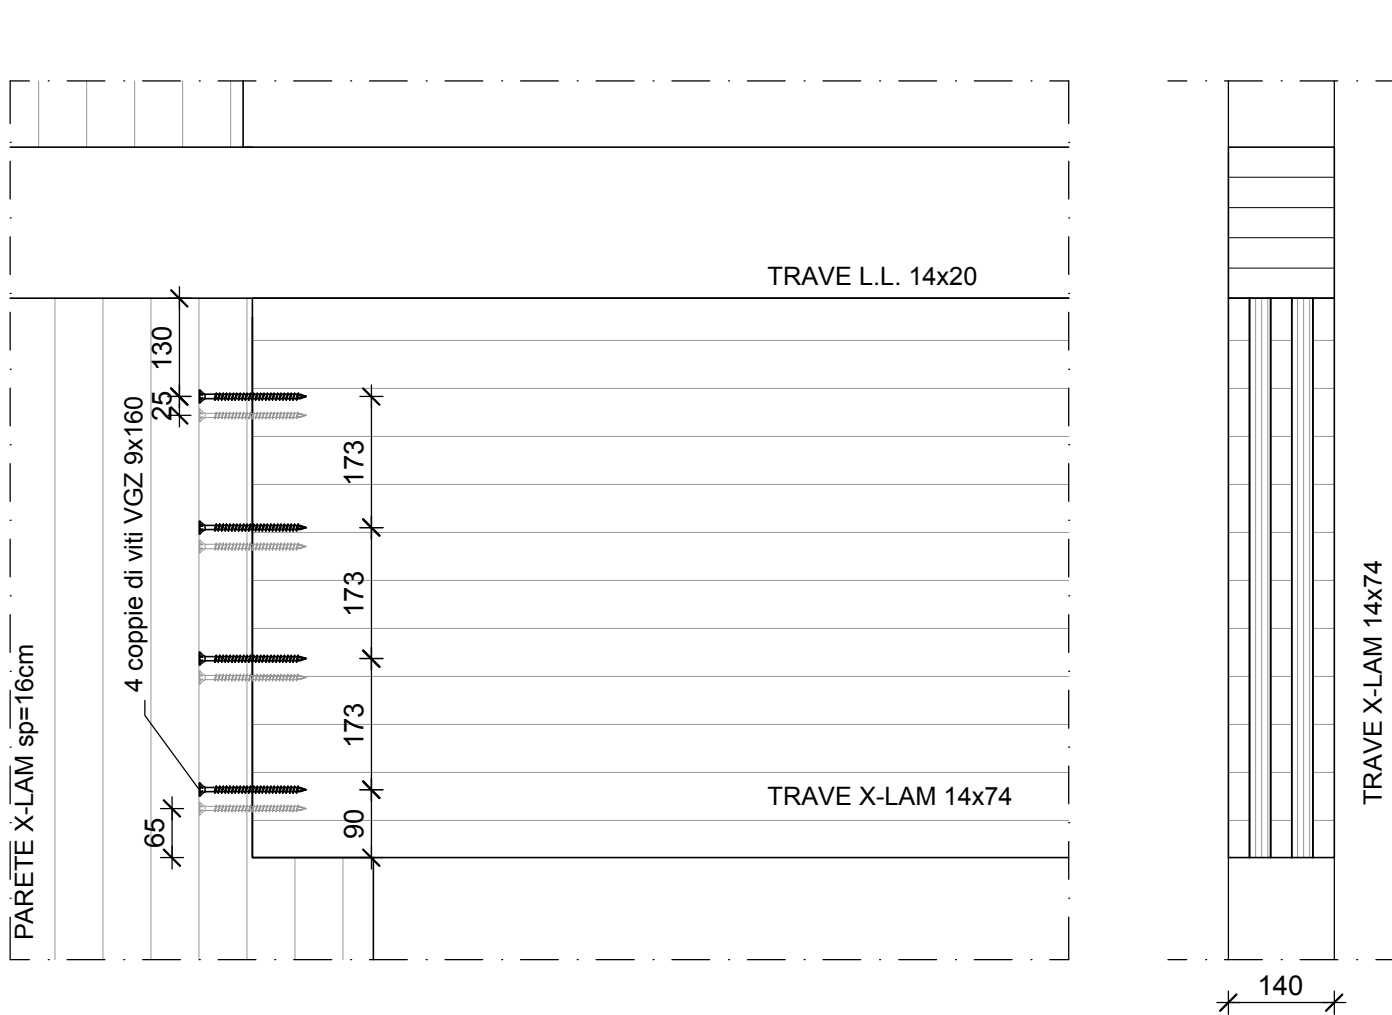 TRAVE L.L. 14x20
130
25
4 coppie di viti VGZ 9x160
173
173
173
90
65
PARETE X-LAM sp=16cm
TRAVE X-LAM 14x74
TRAVE X-LAM 14x74
140